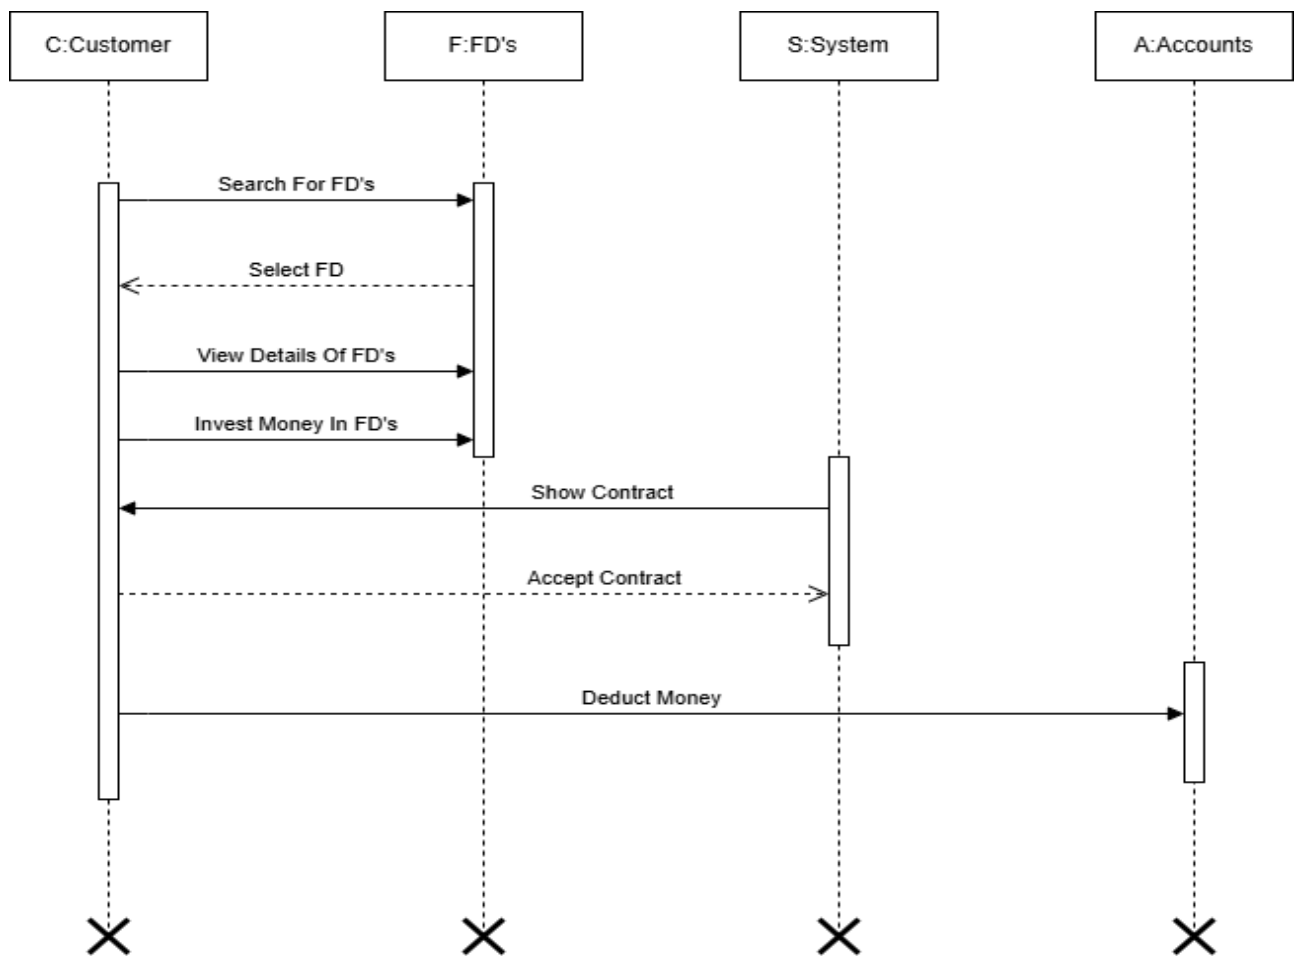 C:Customer
F:FD's
S:System
A:Accounts
Search For FD's
Select FD
View Details Of FD's
Invest Money In FD's
Show Contract
Accept Contract
Deduct Money